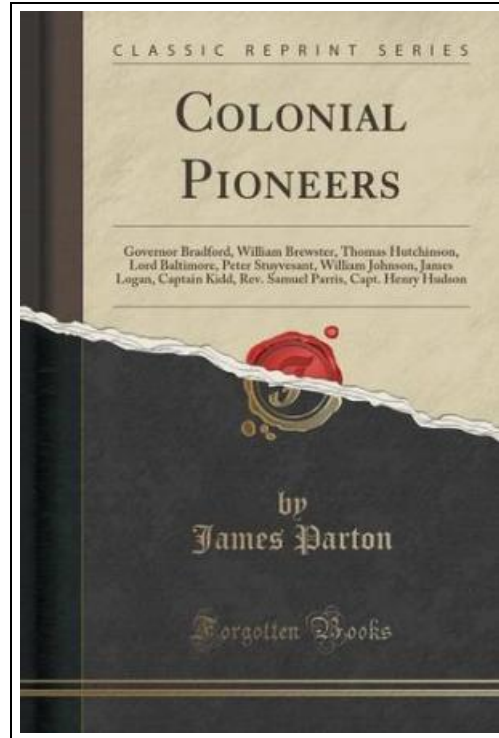 CLASSIC REPRINT SERIES
COLONIAL
PIONEERS
Governor Bradford, William Brewster, Thomas Hutchinson,
Lord Baltimore, Peter Stuyvesant, William Johnson, James
Logan, Captain Kidd, Rev. Samuel Parris, Capt. Henry Hudson
by
James Parton
Forgotten Books